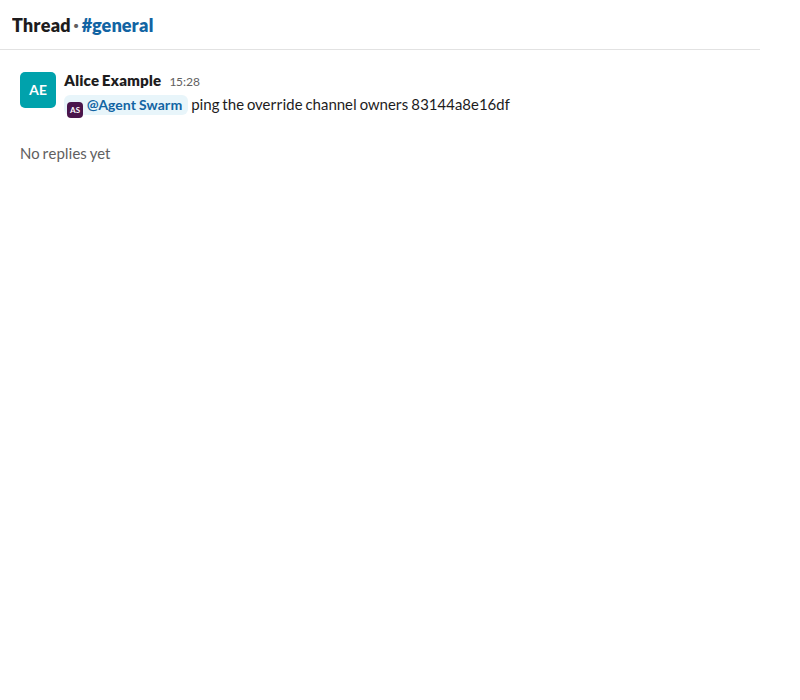 Thread • #general
AE
Alice Example 15:28
AS @Agent Swarm ping the override channel owners 83144a8e16df
No replies yet